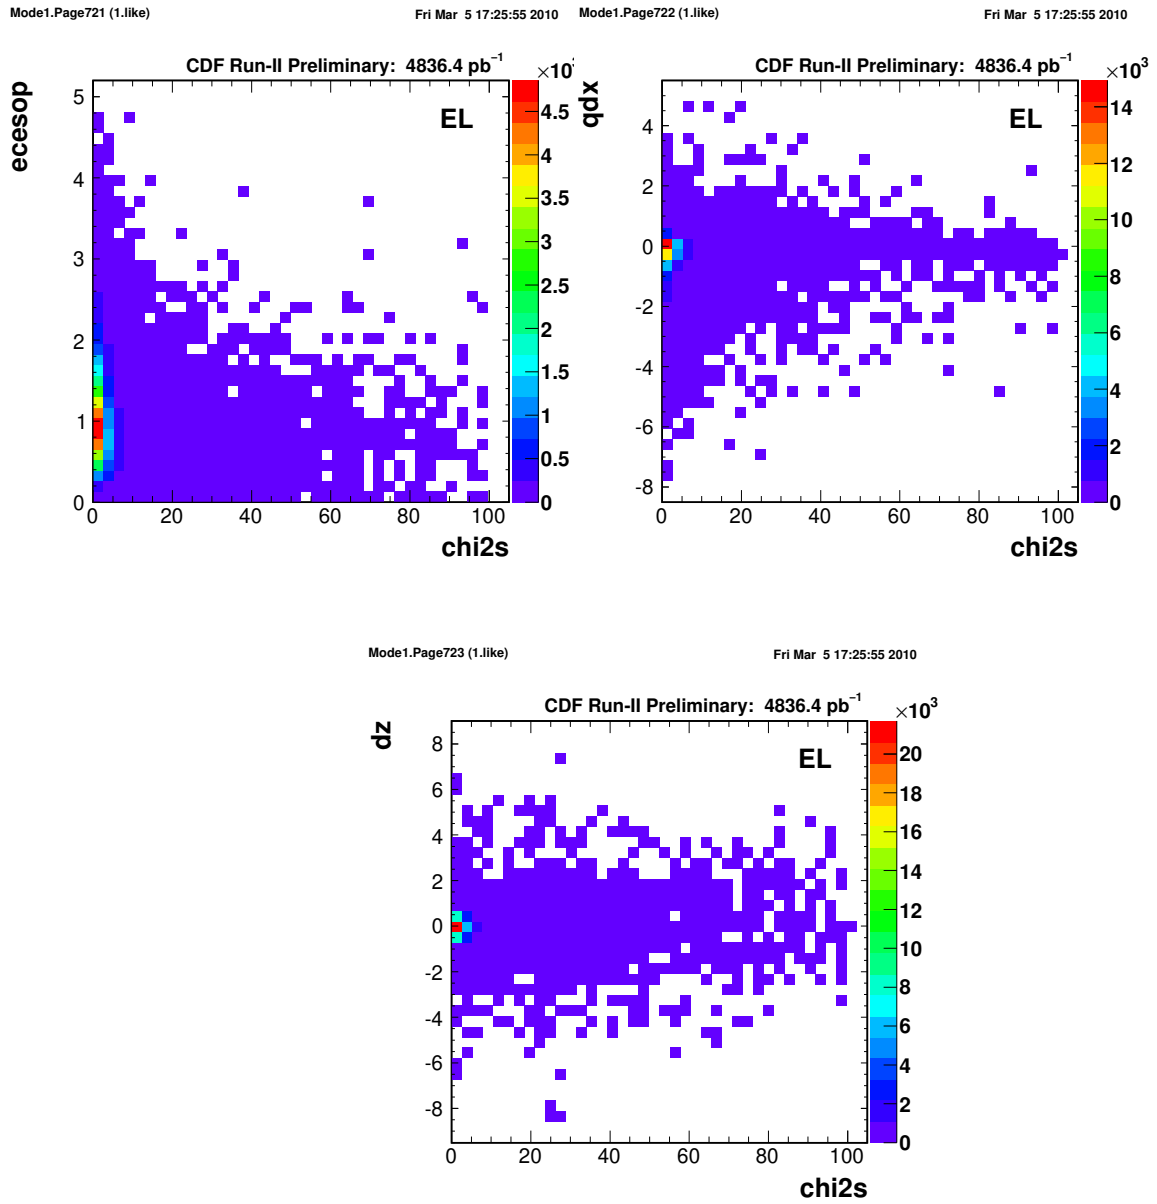 Mode1.Page721 (1.like) Fri Mar 5 17:25:55 2010
CDF Run-II Preliminary: 4836.4 pb⁻¹
ecesop
EL
5
4
3
2
1
0
0 20 40 60 80 100
chi2s
4.5
4
3.5
3
2.5
2
1.5
1
0.5
0
Mode1.Page722 (1.like) Fri Mar 5 17:25:55 2010
CDF Run-II Preliminary: 4836.4 pb⁻¹
×10³
qdx
EL
4
2
0
-2
-4
-6
-8
0 20 40 60 80 100
chi2s
14
12
10
8
6
4
2
0
Mode1.Page723 (1.like) Fri Mar 5 17:25:55 2010
CDF Run-II Preliminary: 4836.4 pb⁻¹
×10³
dz
EL
8
6
4
2
0
-2
-4
-6
-8
0 20 40 60 80 100
chi2s
20
18
16
14
12
10
8
6
4
2
0